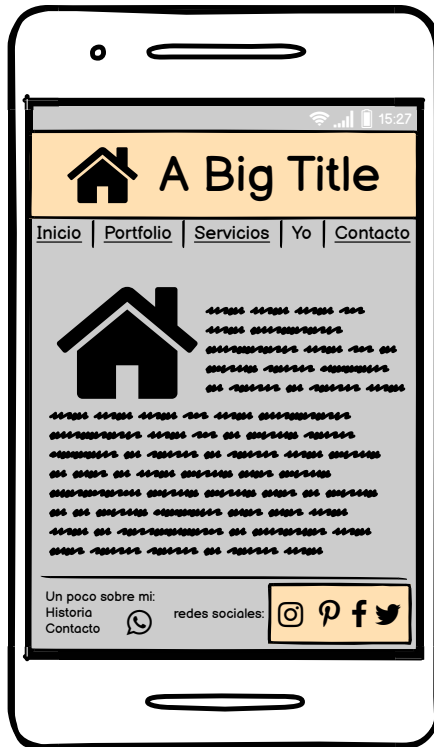 15:27
A Big Title
Inicio | Portfolio | Servicios | Yo | Contacto
Un poco sobre mi:
Historia
Contacto
redes sociales: